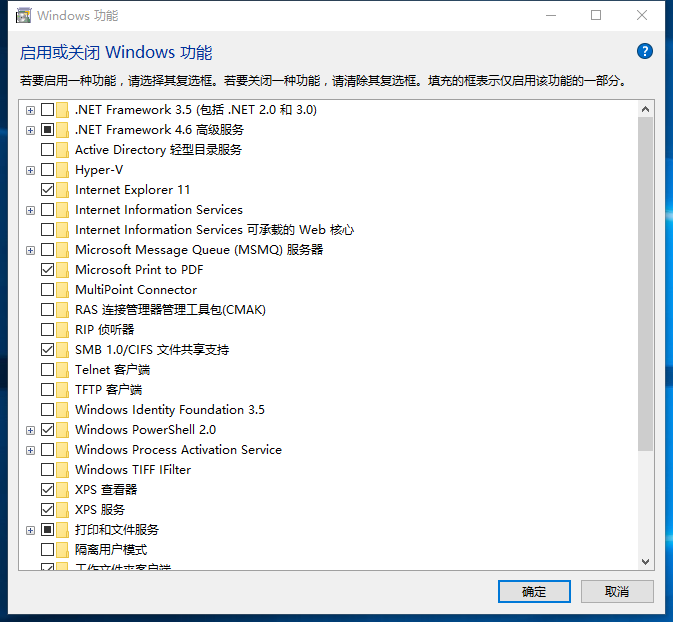 Windows 功能
启用或关闭 Windows 功能
?
若要启用一种功能，请选择其复选框。若要关闭一种功能，请清除其复选框。填充的框表示仅启用该功能的一部分。
.NET Framework 3.5 (包括 .NET 2.0 和 3.0)
.NET Framework 4.6 高级服务
Active Directory 轻型目录服务
Hyper-V
Internet Explorer 11
Internet Information Services
Internet Information Services 可承载的 Web 核心
Microsoft Message Queue (MSMQ) 服务器
Microsoft Print to PDF
MultiPoint Connector
RAS 连接管理器管理工具包(CMAK)
RIP 侦听器
SMB 1.0/CIFS 文件共享支持
Telnet 客户端
TFTP 客户端
Windows Identity Foundation 3.5
Windows PowerShell 2.0
Windows Process Activation Service
Windows TIFF IFilter
XPS 查看器
XPS 服务
打印和文件服务
隔离用户模式
工作文件夹客户端
确定
取消